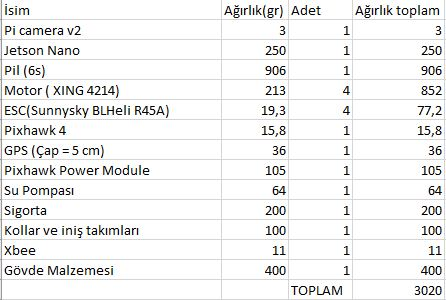 İsim Ağırlık(gr) Adet Ağırlık toplam
Pi camera v2 3 1 3
Jetson Nano 250 1 250
Pil (6s) 906 1 906
Motor ( XING 4214) 213 4 852
ESC(Sunnysky BLHeli R45A) 19,3 4 77,2
Pixhawk 4 15,8 1 15,8
GPS (Çap = 5 cm) 36 1 36
Pixhawk Power Module 105 1 105
Su Pompası 64 1 64
Sigorta 200 1 200
Kollar ve iniş takımları 100 1 100
Xbee 11 1 11
Gövde Malzemesi 400 1 400
TOPLAM 3020